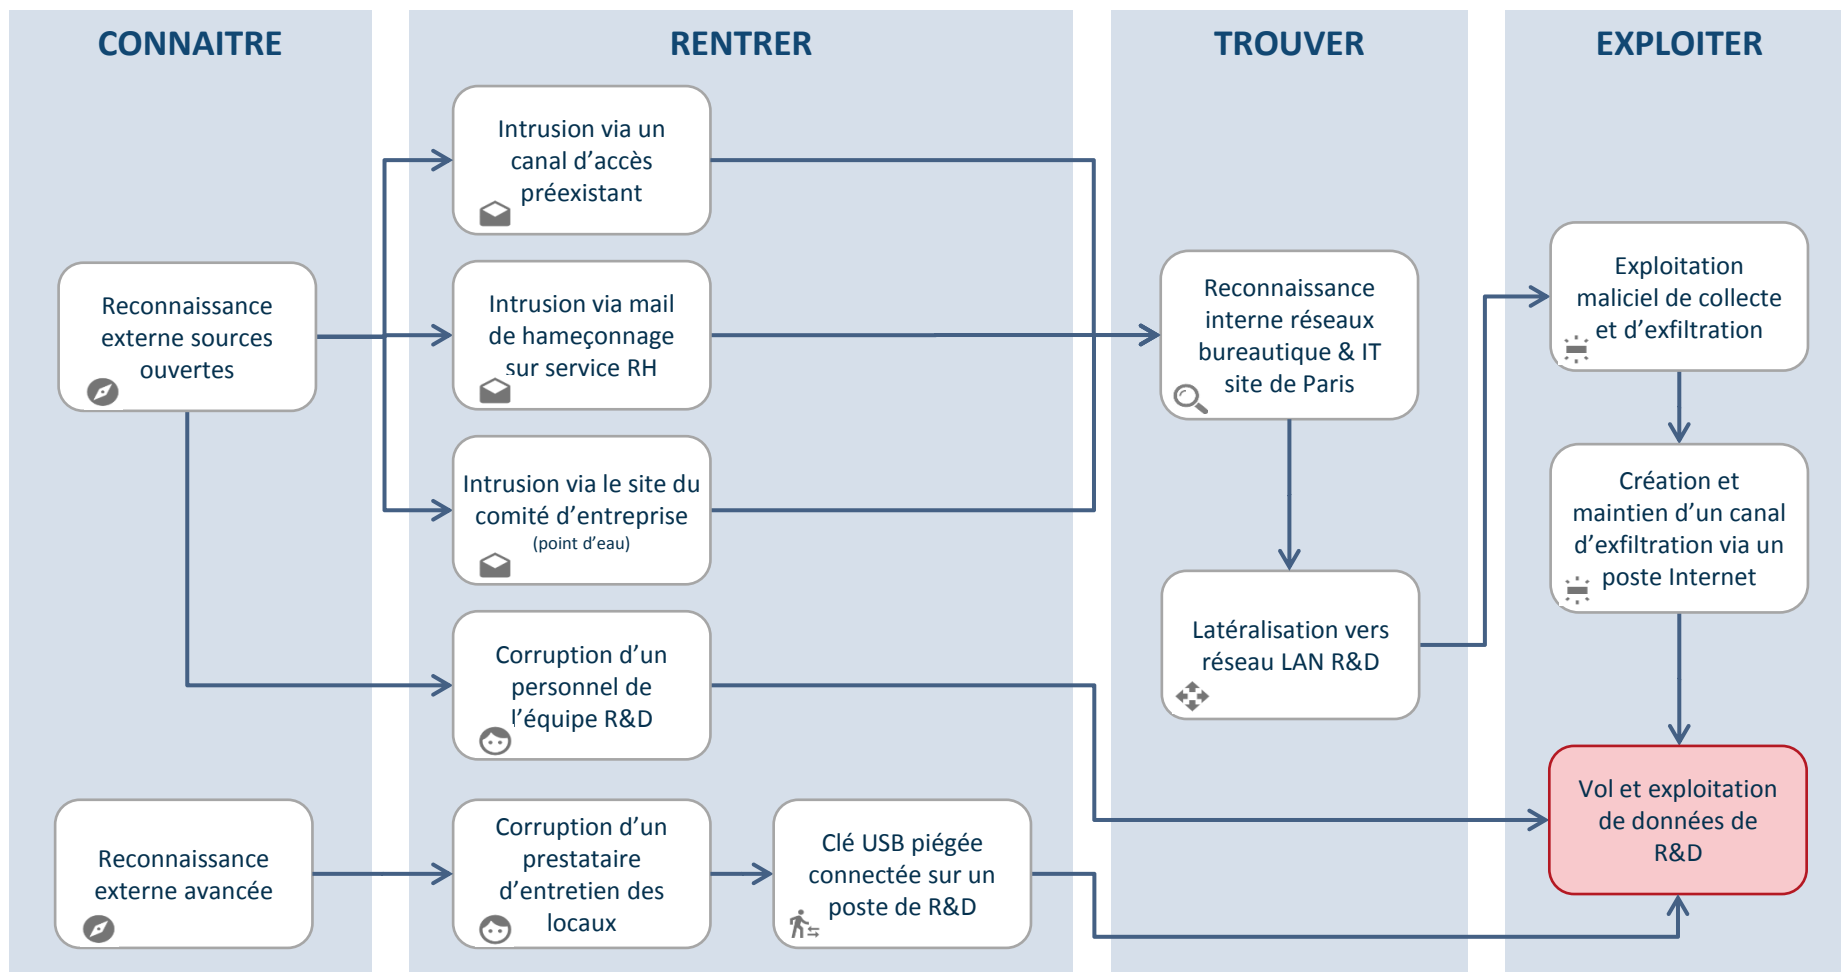 CONNAITRE
RENTRER
TROUVER
EXPLOITER
Reconnaissance
externe sources
ouvertes
Reconnaissance
externe avancée
Intrusion via un
canal d’accès
préexistant
Intrusion via mail
de hameçonnage
sur service RH
Intrusion via le site du
comité d’entreprise
(point d’eau)
Corruption d’un
personnel de
l’équipe R&D
Corruption d’un
prestataire
d’entretien des
locaux
Clé USB piégée
connectée sur un
poste de R&D
Reconnaissance
interne réseaux
bureautique & IT
site de Paris
Latéralisation vers
réseau LAN R&D
Exploitation
maliciel de collecte
et d’exfiltration
Création et
maintien d’un canal
d’exfiltration via un
poste Internet
Vol et exploitation
de données de
R&D